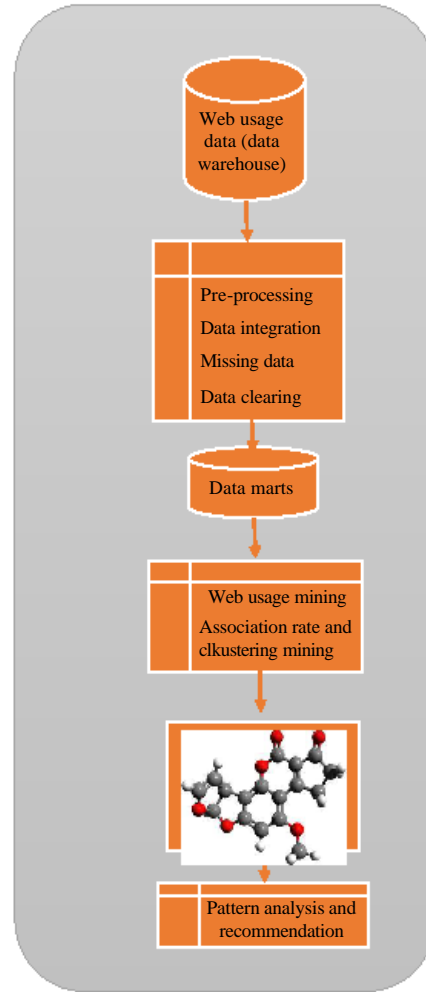 Web usage
data (data
warehouse)
Pre-processing
Data integration
Missing data
Data clearing
Data marts
Web usage mining
Association rate and
clkustering mining
Pattern analysis and
recommendation